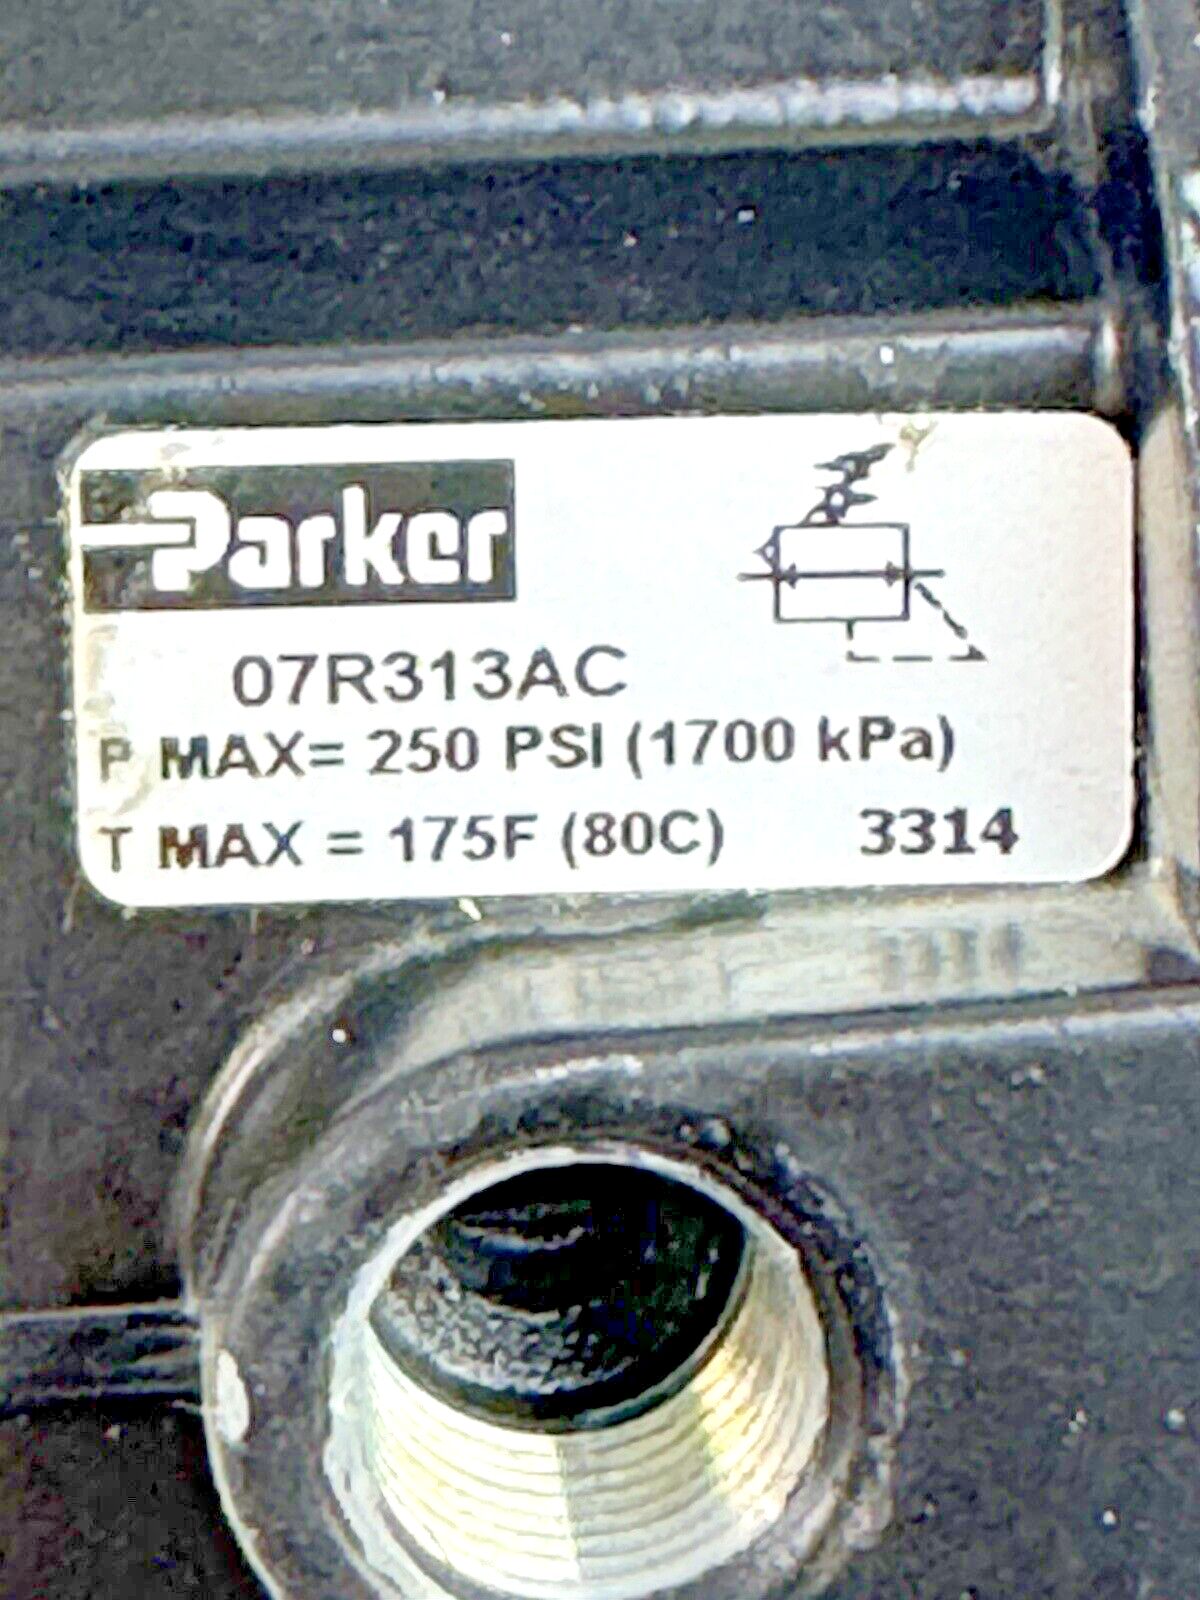 Parker
07R313AC
P MAX= 250 PSI (1700 kPa)
T MAX = 175F (80C) 3314